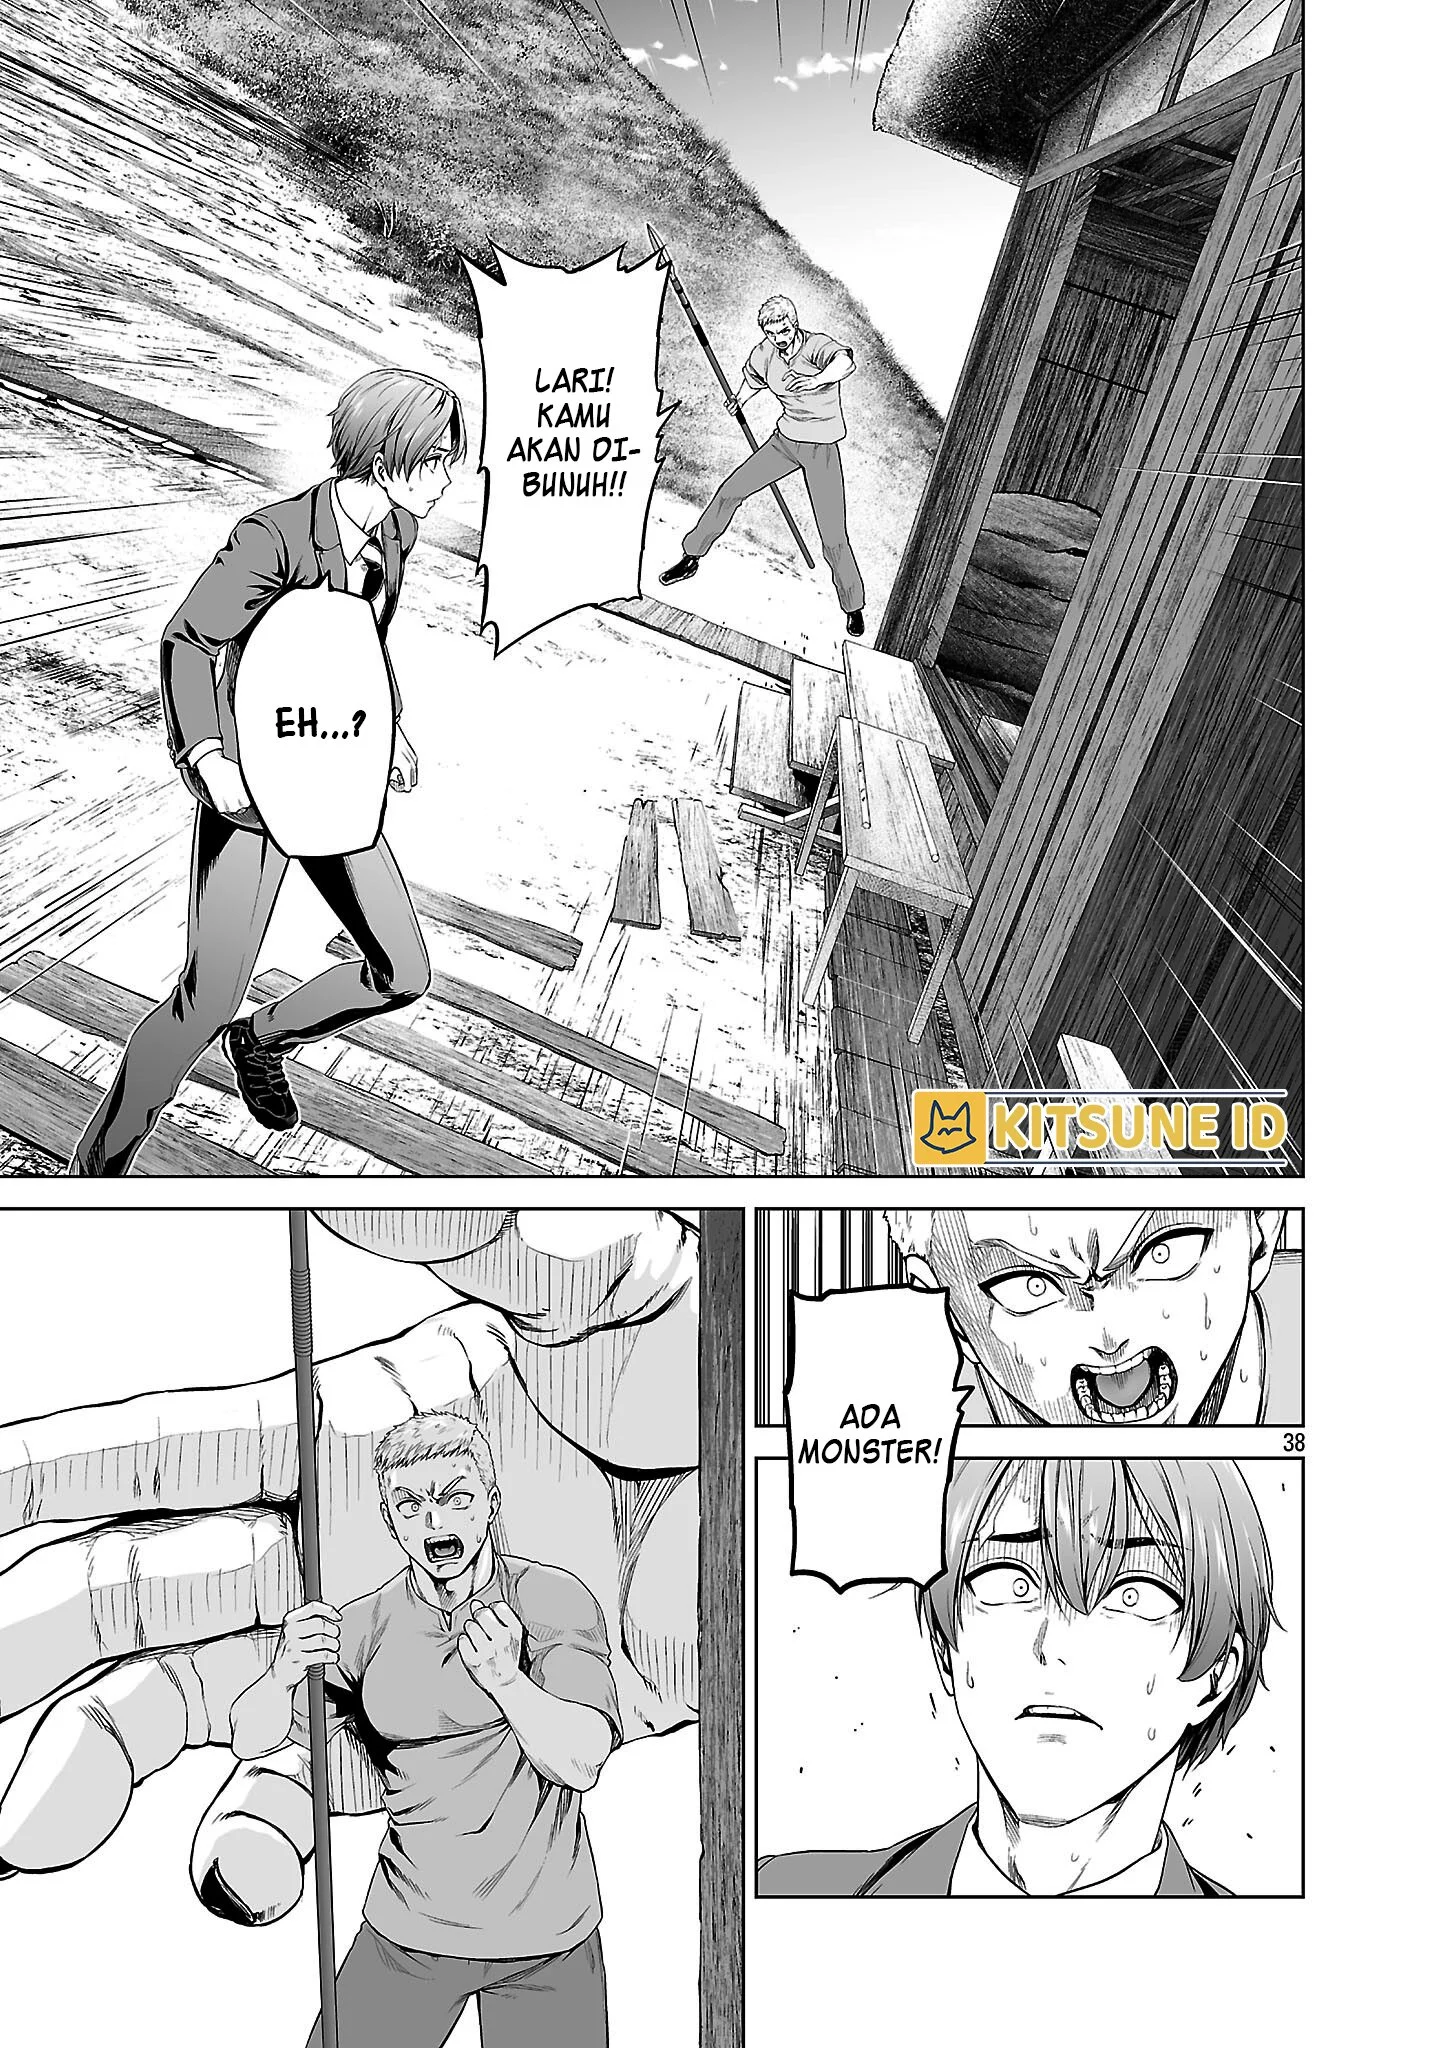 LARI!
KAMU
AKAN DI-
BUNUH!!
EH...?
KITSUNE ID
ADA
MONSTER!
38